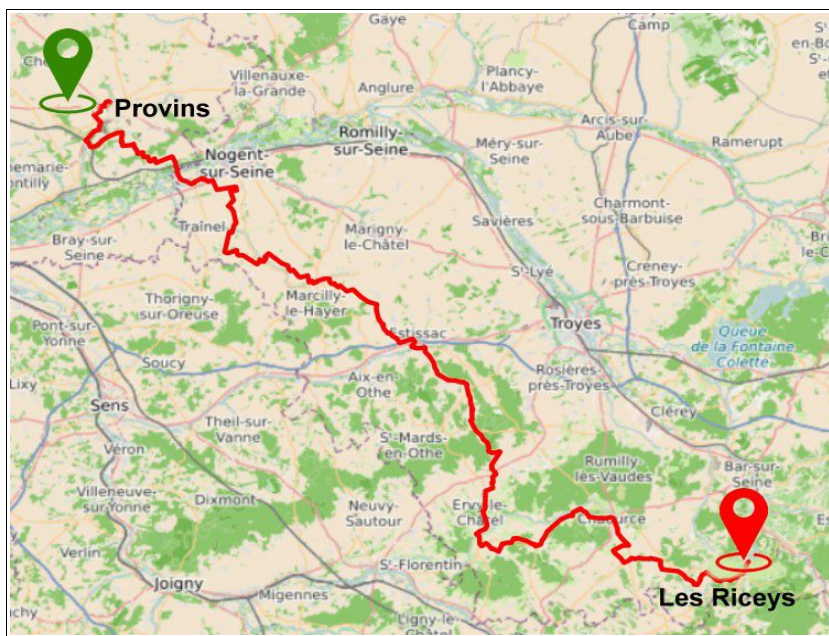 Gaye
Camp
Villenauxe-
la-Grande
Anglure
Plancy-
l'Abbaye
Provins
Romilly-
sur-Seine
Arcis-sur-
Aube
Nogent-
sur-Seine
Méry-sur-
Seine
Ramerupt
Traînel
Charmont-
sous-Barbuise
Bray-sur-
Seine
Marigny-
le-Châtel
Savières
St-Lyé
Creney-
près-Troyes
Thorigny-
sur-Oreuse
Marcilly-
le-Hayer
Pont-sur-
Yonne
Estissac
Troyes
Queue
de la Fontaine
Colette
Soucy
Lixy
Aix-en-
Othe
Rosières-
près-Troyes
Sens
Clérey
Theil-sur-
Vanne
Véron
St-Mards-
en-Othe
Rumilly-
lès-Vaudes
Bar-sur-
Seine
Villeneuve-
sur-Yonne
Dixmont
Neuvy-
Sautour
Ervy-le-
Châtel
Chaource
Verlin
St-Florentin
Joigny
Migennes
Les Riceys
Ligny-le-
Châtel